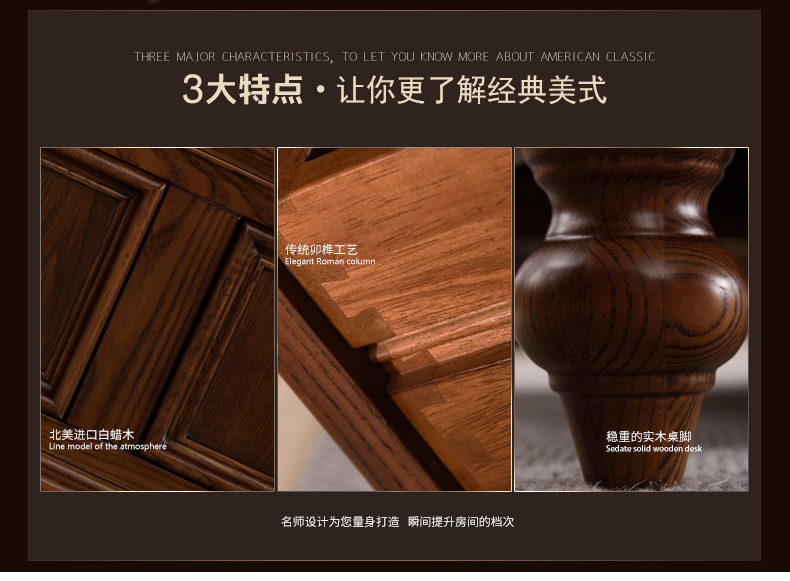 THREE MAJOR CHARACTERISTICS, TO LET YOU KNOW MORE ABOUT AMERICAN CLASSIC
3大特点·让你更了解经典美式
传统卯榫工艺
Elegant Roman column
北美进口白蜡木
Line model of the atmosphere
稳重的实木桌脚
Sedate solid wooden desk
名师设计为您量身打造 瞬间提升房间的档次